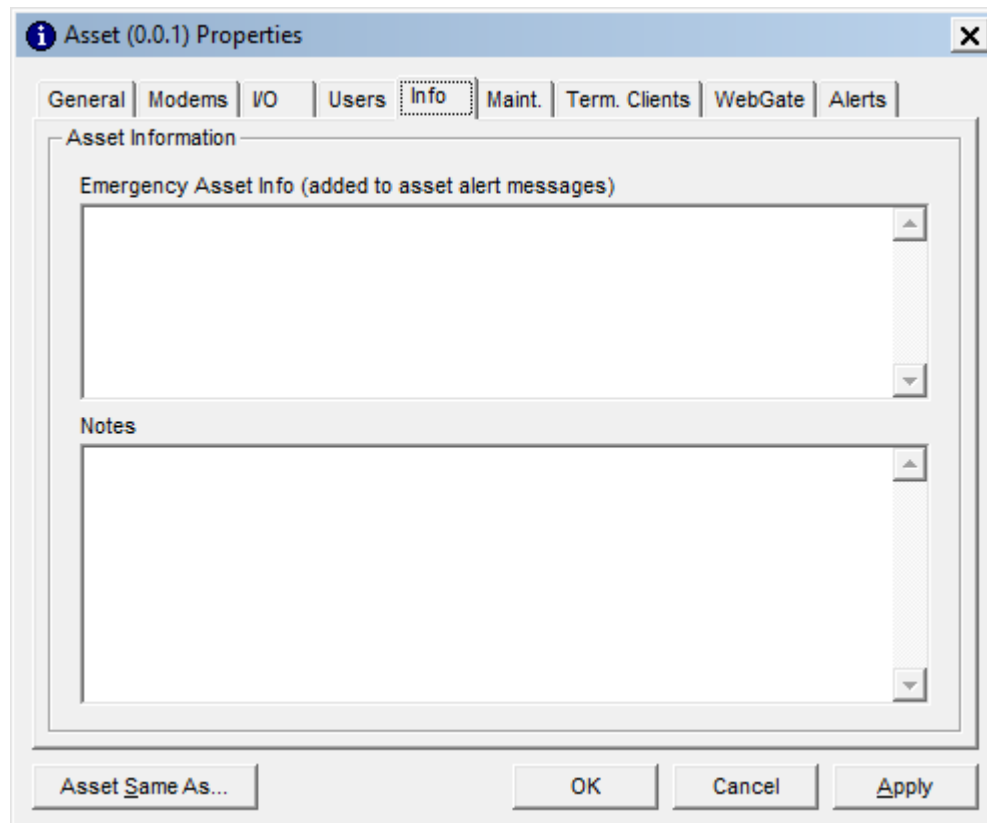 Asset (0.0.1) Properties
General Modems I/O Users Info Maint. Term. Clients WebGate Alerts
Asset Information
Emergency Asset Info (added to asset alert messages)
Notes
Asset Same As... OK Cancel Apply